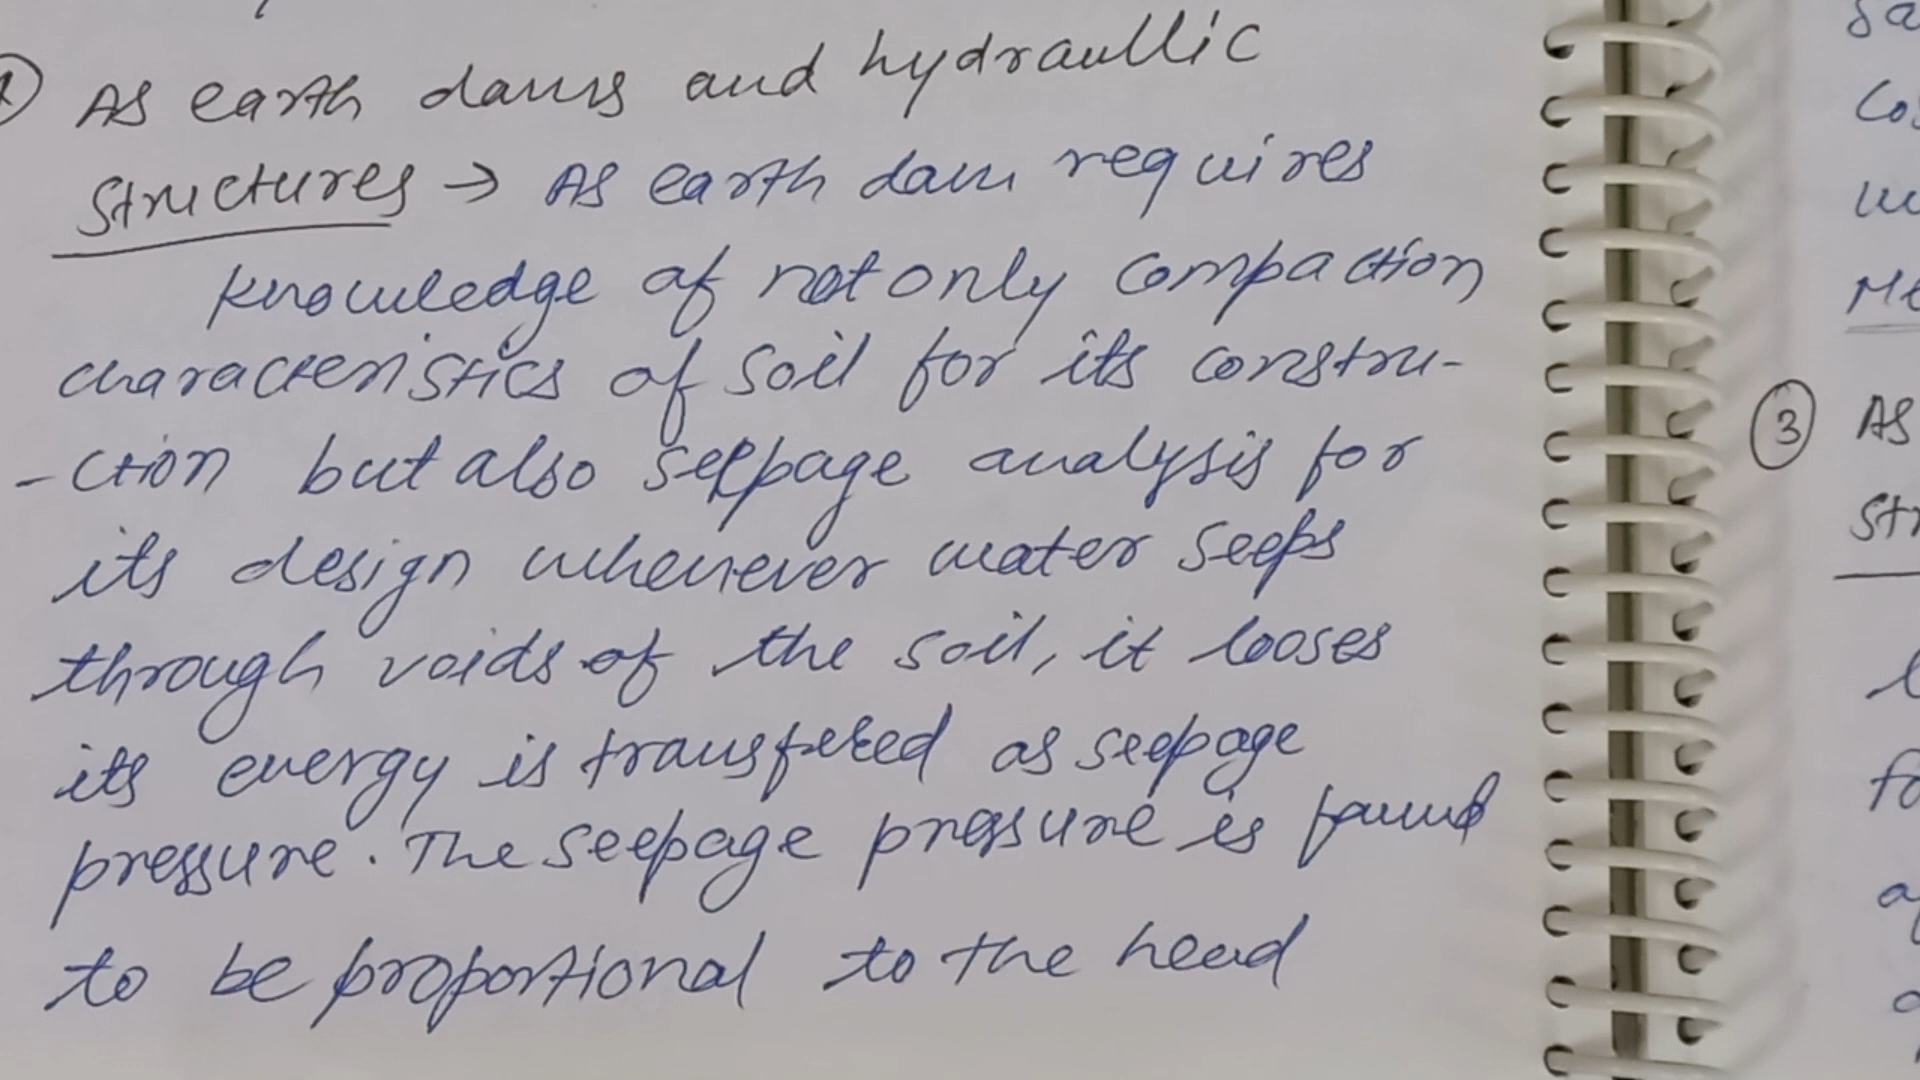 As earth dams and hydraullic
structures → As earth dam requires
knowledge of not only compaction
characteristics of soil for its constru-
-ction but also seepage analysis for
its design whenever water seeps
through voids of the soil, it looses
its energy is transfered as seepage
pressure. The seepage pressure is found
to be proportional to the head
3 As